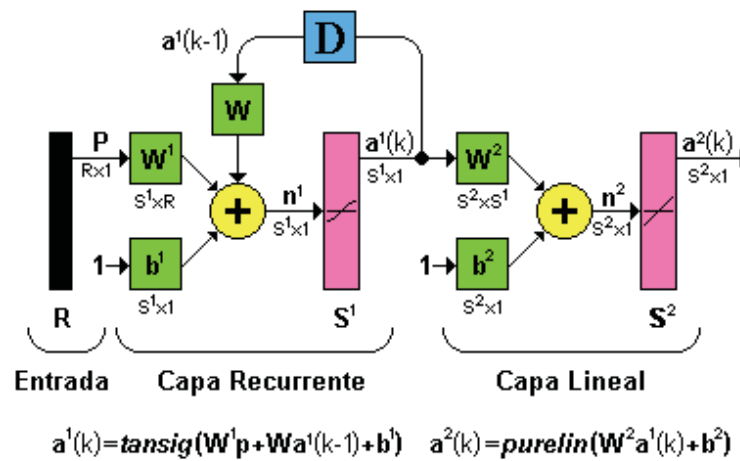 D
a¹(k-1)
W
P
R×1
W¹
S¹×R
+
n¹
S¹×1
a¹(k)
S¹×1
W²
S²×S¹
+
n²
S²×1
a²(k)
S²×1
1
b¹
S¹×1
1
b²
S²×1
R
S¹
S²
Entrada
Capa Recurrente
Capa Lineal
a¹(k)=tansig(W¹p+Wa¹(k-1)+b¹)
a²(k)=purelin(W²a¹(k)+b²)